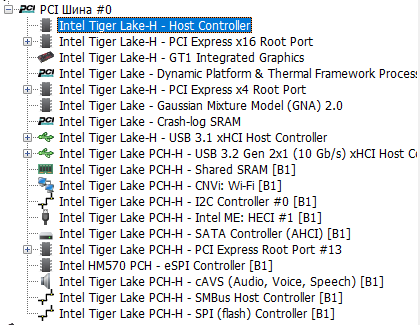 PCI Шина #0
Intel Tiger Lake-H - Host Controller
Intel Tiger Lake-H - PCI Express x16 Root Port
Intel Tiger Lake-H - GT1 Integrated Graphics
Intel Tiger Lake - Dynamic Platform & Thermal Framework Process
Intel Tiger Lake-H - PCI Express x4 Root Port
Intel Tiger Lake - Gaussian Mixture Model (GNA) 2.0
Intel Tiger Lake - Crash-log SRAM
Intel Tiger Lake-H - USB 3.1 xHCI Host Controller
Intel Tiger Lake PCH-H - USB 3.2 Gen 2x1 (10 Gb/s) xHCI Host Co
Intel Tiger Lake PCH-H - Shared SRAM [B1]
Intel Tiger Lake PCH-H - CNVi: Wi-Fi [B1]
Intel Tiger Lake PCH-H - I2C Controller #0 [B1]
Intel Tiger Lake PCH-H - Intel ME: HECI #1 [B1]
Intel Tiger Lake PCH-H - SATA Controller (AHCI) [B1]
Intel Tiger Lake PCH-H - PCI Express Root Port #13
Intel HM570 PCH - eSPI Controller [B1]
Intel Tiger Lake PCH-H - cAVS (Audio, Voice, Speech) [B1]
Intel Tiger Lake PCH-H - SMBus Host Controller [B1]
Intel Tiger Lake PCH-H - SPI (flash) Controller [B1]